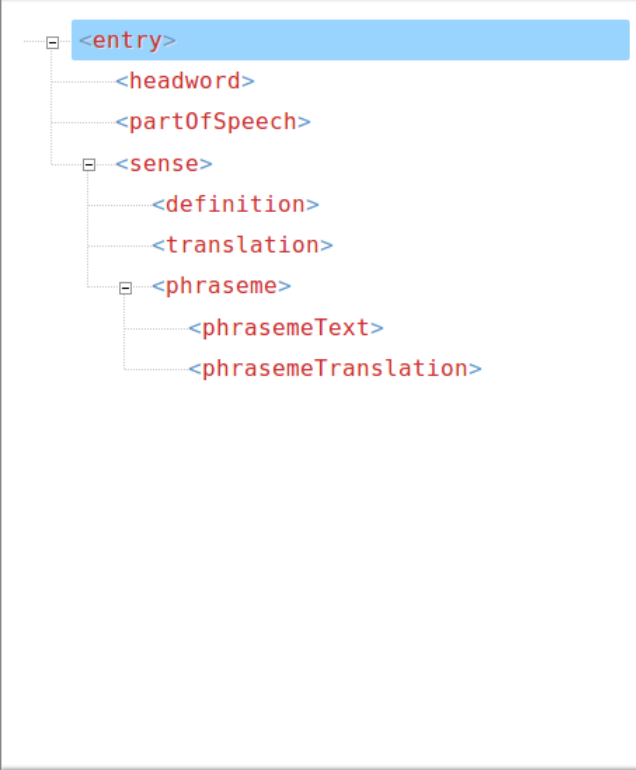 <entry>
<headword>
<partOfSpeech>
<sense>
<definition>
<translation>
<phraseme>
<phrasemeText>
<phrasemeTranslation>